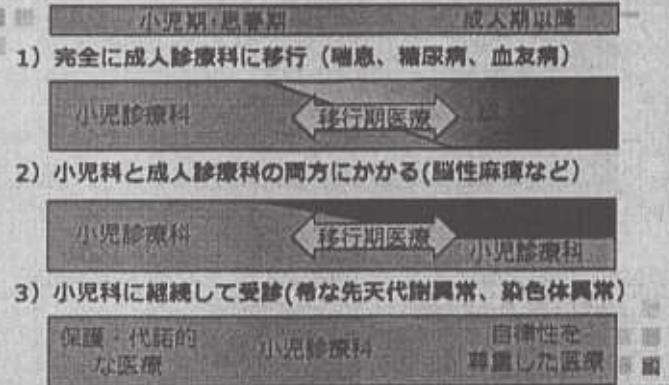 小児期・思春期 成人期以降
1）完全に成人診療科に移行（喘息、糖尿病、血友病）
小児診療科 移行期医療
2）小児科と成人診療科の両方にかかる(脳性麻痺など）
小児診療科 移行期医療 小児診療科
3）小児科に継続して受診(希な先天代謝異常、染色体異常）
保護・代諾的な医療 小児診療科 自律性を尊重した医療